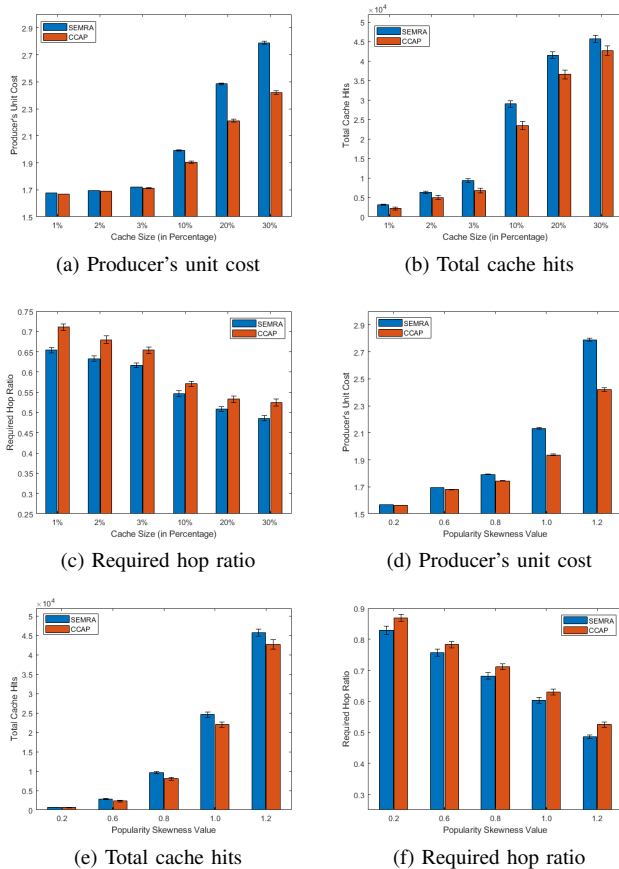 SEMRA
CCAP
2.9
2.7
2.5
2.3
2.1
1.9
1.7
1.5
Producer's Unit Cost
1% 2% 3% 10% 20% 30%
Cache Size (in Percentage)
(a) Producer's unit cost
× 10^4
SEMRA
CCAP
5
4.5
4
3.5
3
2.5
2
1.5
1
0.5
0
Total Cache Hits
1% 2% 3% 10% 20% 30%
Cache Size (in Percentage)
(b) Total cache hits
SEMRA
CCAP
0.75
0.7
0.65
0.6
0.55
0.5
0.45
0.4
0.35
0.3
0.25
Required Hop Ratio
1% 2% 3% 10% 20% 30%
Cache Size (in Percentage)
(c) Required hop ratio
SEMRA
CCAP
2.9
2.7
2.5
2.3
2.1
1.9
1.7
1.5
Producer's Unit Cost
0.2 0.6 0.8 1.0 1.2
Popularity Skewness Value
(d) Producer's unit cost
× 10^4
SEMRA
CCAP
5
4.5
4
3.5
3
2.5
2
1.5
1
0.5
0
Total Cache Hits
0.2 0.6 0.8 1.0 1.2
Popularity Skewness Value
(e) Total cache hits
SEMRA
CCAP
0.9
0.8
0.7
0.6
0.5
0.4
0.3
Required Hop Ratio
0.2 0.6 0.8 1.0 1.2
Popularity Skewness Value
(f) Required hop ratio